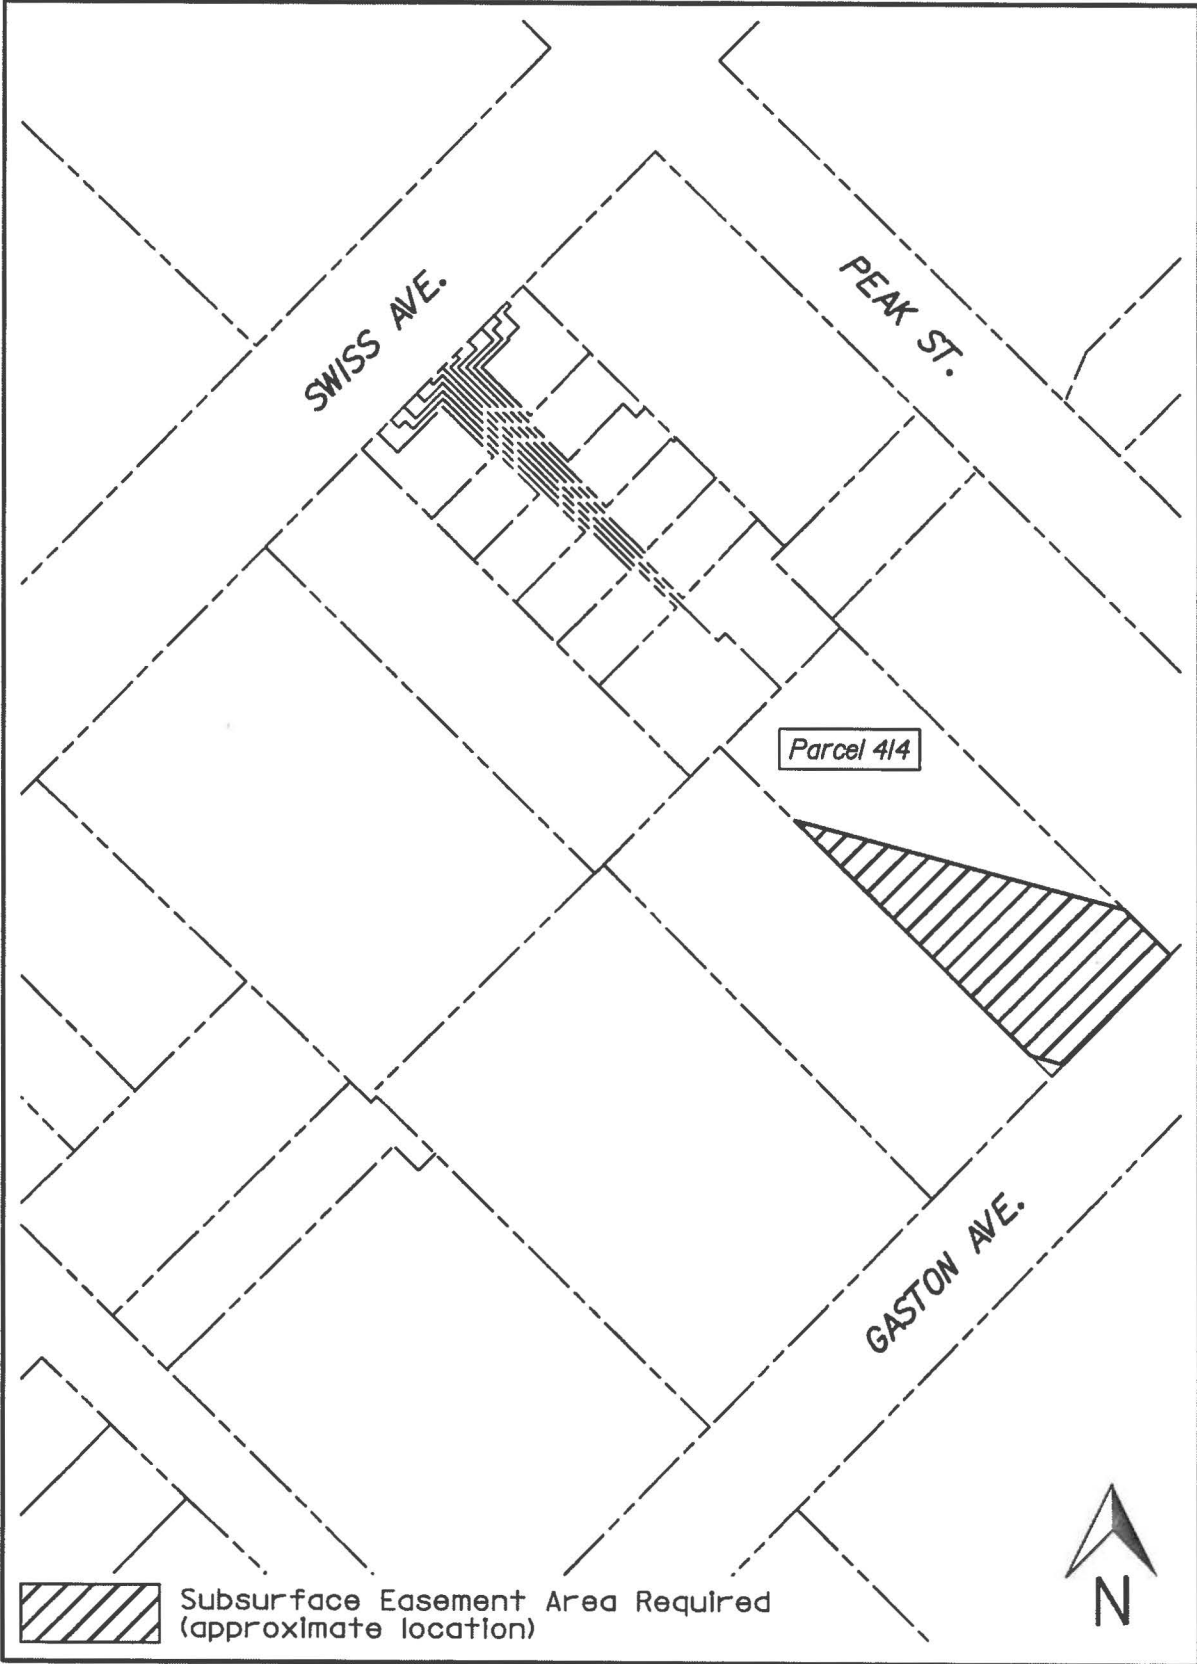 SWISS AVE.
PEAK ST.
Parcel 414
GASTON AVE.
N
Subsurface Easement Area Required
(approximate location)